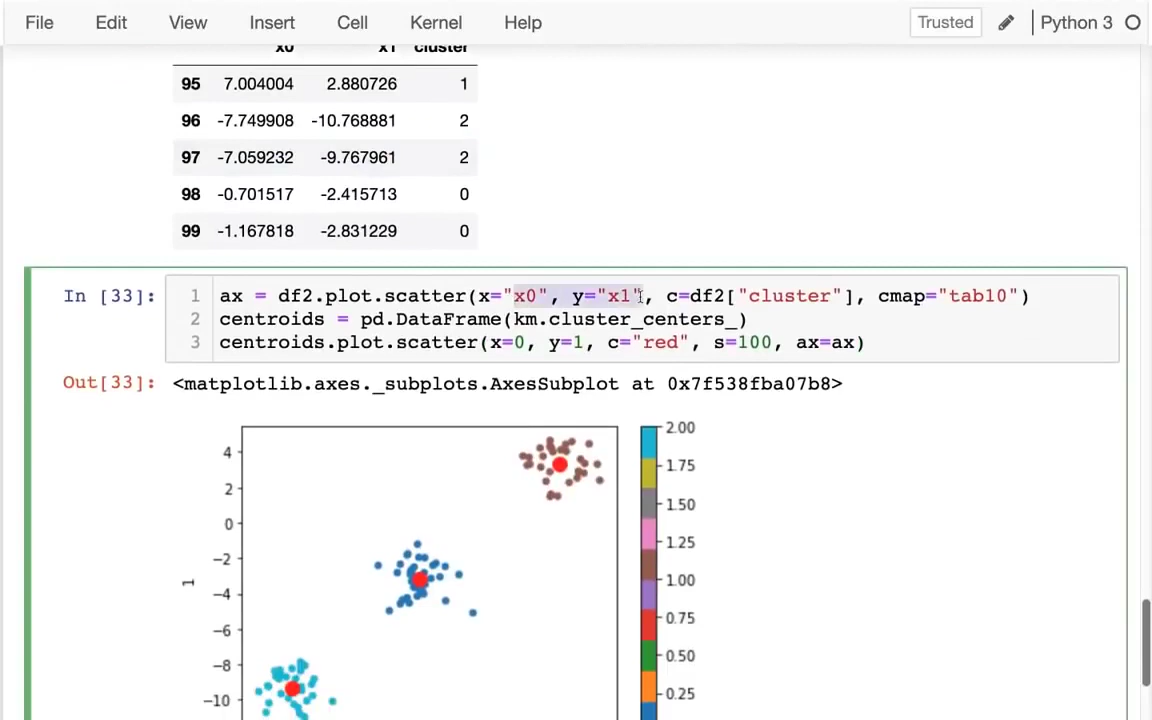 File Edit View Insert Cell Kernel Help Trusted Python 3
x0 x1 cluster
95 7.004004 2.880726 1
96 -7.749908 -10.768881 2
97 -7.059232 -9.767961 2
98 -0.701517 -2.415713 0
99 -1.167818 -2.831229 0
In [33]:
1 ax = df2.plot.scatter(x="x0", y="x1", c=df2["cluster"], cmap="tab10")
2 centroids = pd.DataFrame(km.cluster_centers_)
3 centroids.plot.scatter(x=0, y=1, c="red", s=100, ax=ax)
Out[33]: <matplotlib.axes._subplots.AxesSubplot at 0x7f538fba07b8>
4
2
0
−2
−4
−6
−8
−10
1
2.00
1.75
1.50
1.25
1.00
0.75
0.50
0.25